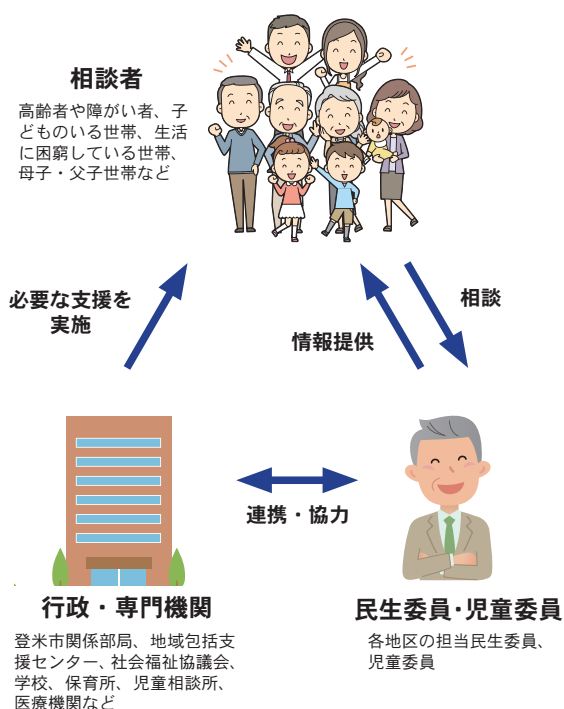 相談者
高齢者や障がい者、子
どものいる世帯、生活
に困窮している世帯、
母子・父子世帯など
必要な支援を
実施
相談
情報提供
連携・協力
行政・専門機関
登米市関係部局、地域包括支
援センター、社会福祉協議会、
学校、保育所、児童相談所、
医療機関など
民生委員・児童委員
各地区の担当民生委員、
児童委員